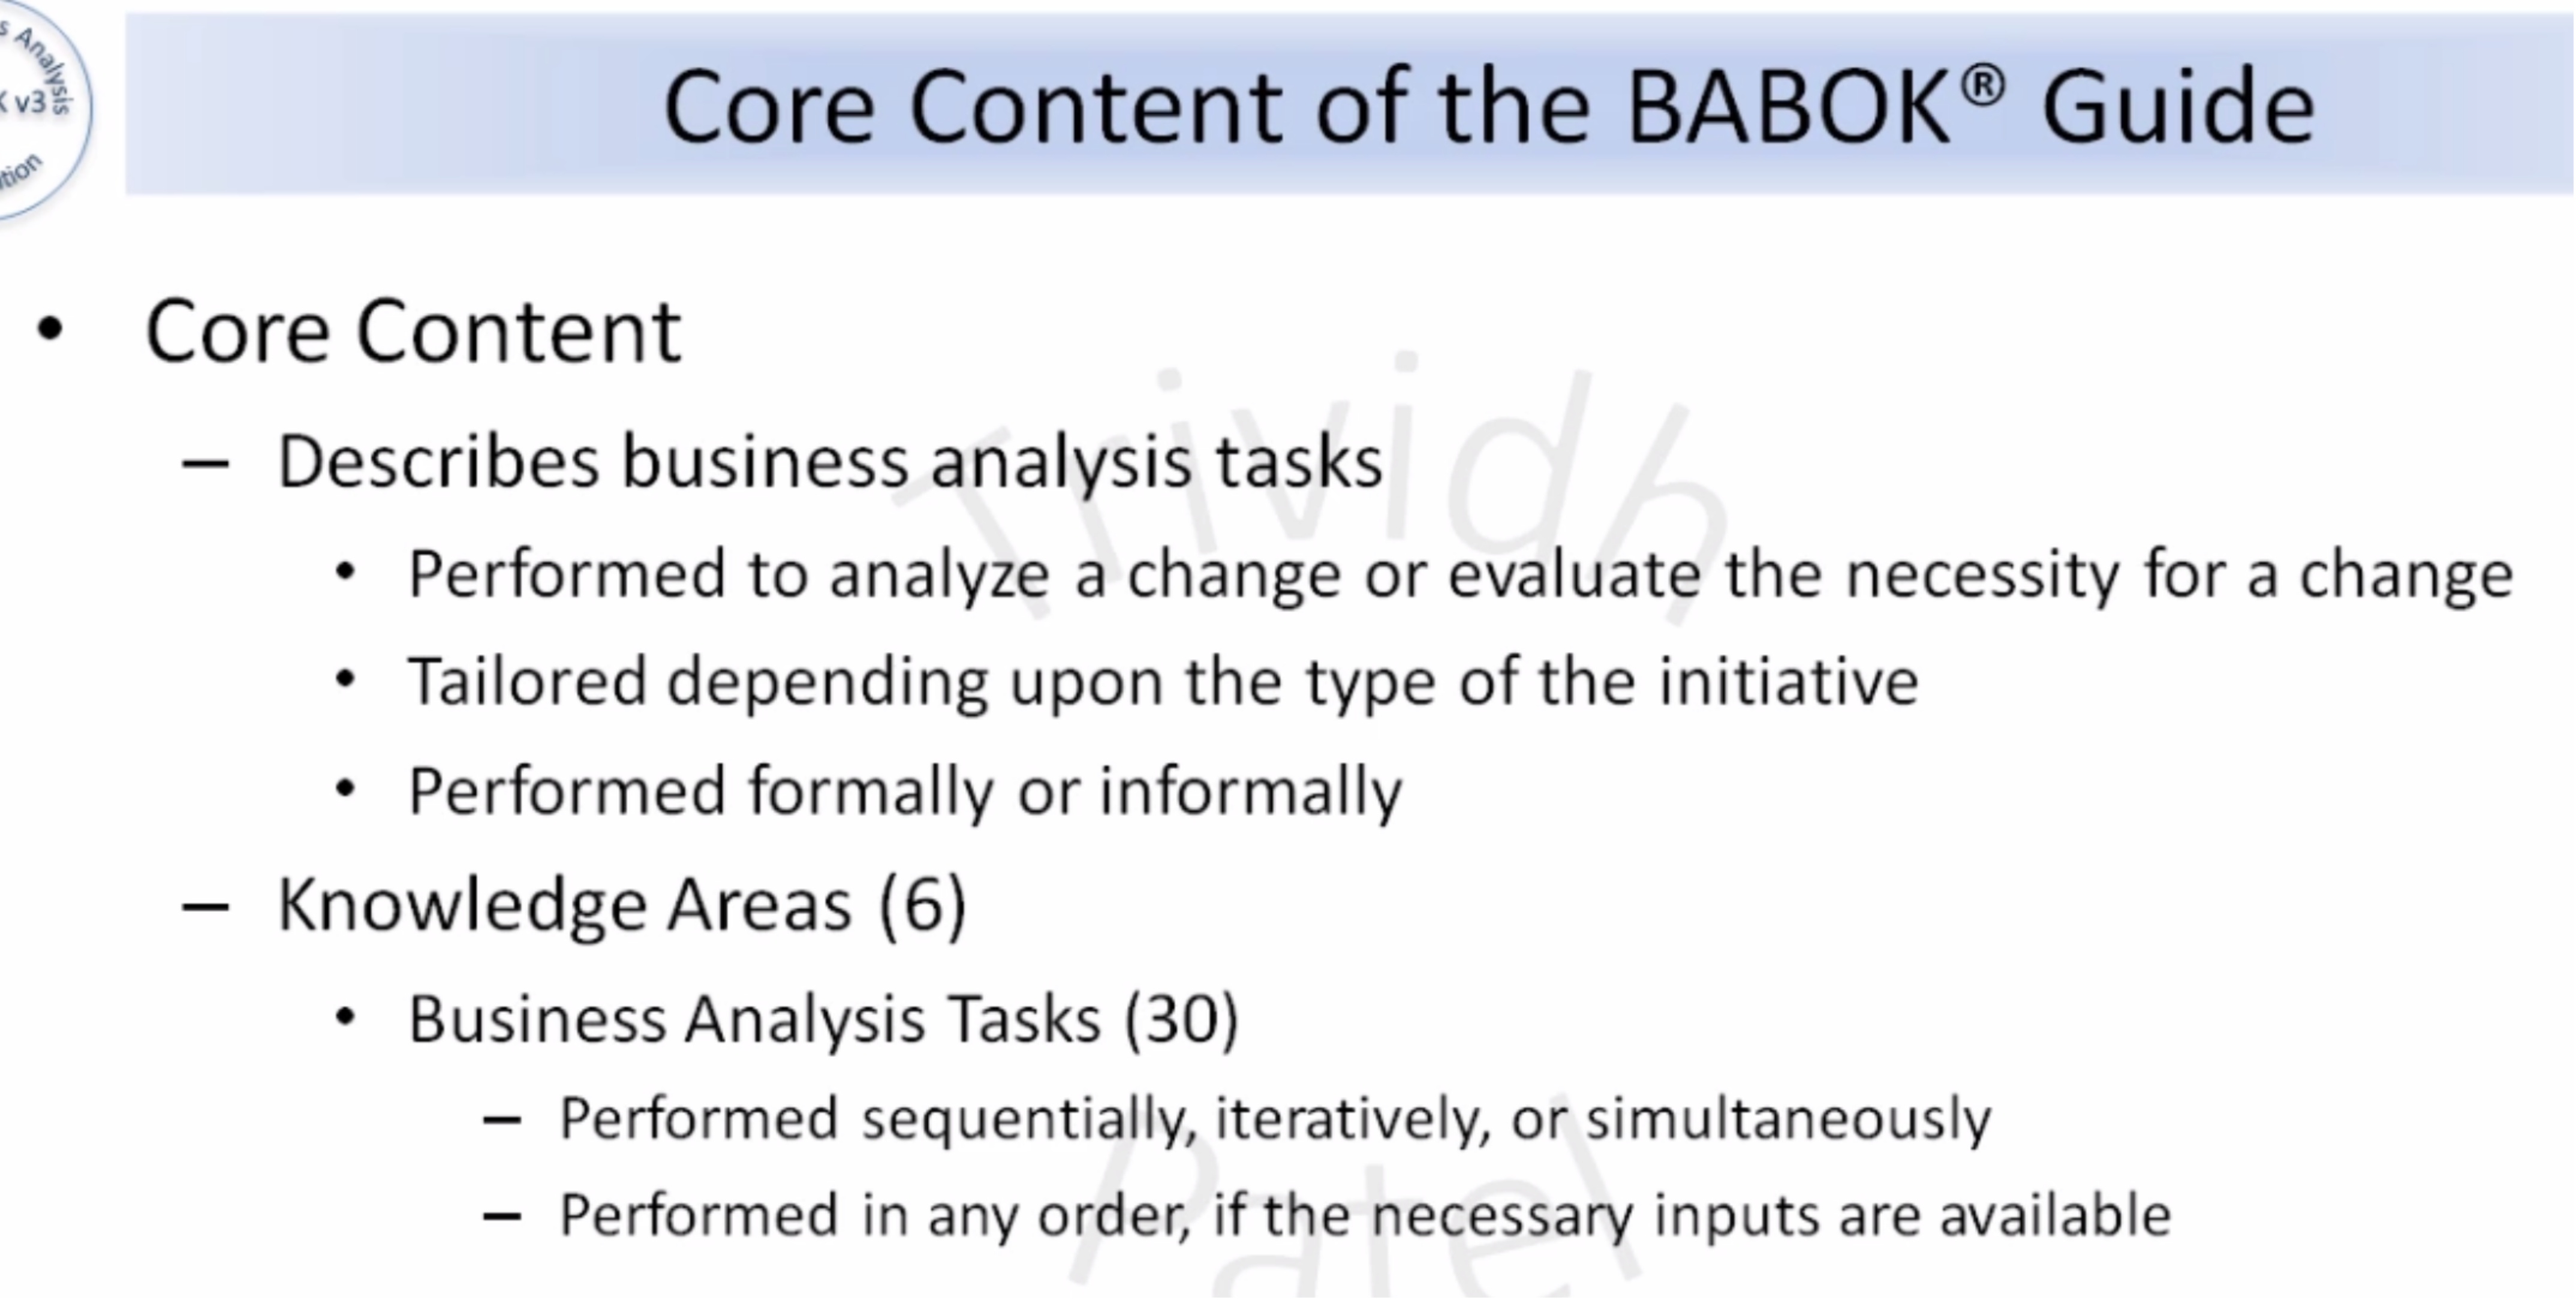 s Analysis
K v3
tion
Core Content of the BABOK® Guide
• Core Content
– Describes business analysis tasks
• Performed to analyze a change or evaluate the necessity for a change
• Tailored depending upon the type of the initiative
• Performed formally or informally
– Knowledge Areas (6)
• Business Analysis Tasks (30)
– Performed sequentially, iteratively, or simultaneously
– Performed in any order, if the necessary inputs are available
Trividh
Patel